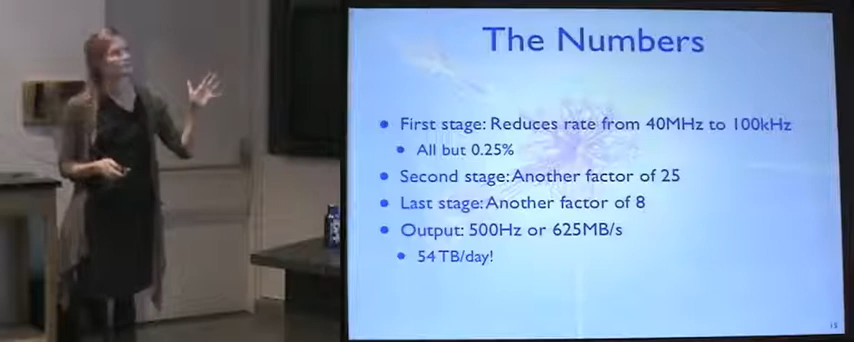 The Numbers
• First stage: Reduces rate from 40MHz to 100kHz
• All but 0.25%
• Second stage: Another factor of 25
• Last stage: Another factor of 8
• Output: 500Hz or 625MB/s
• 54 TB/day!
15